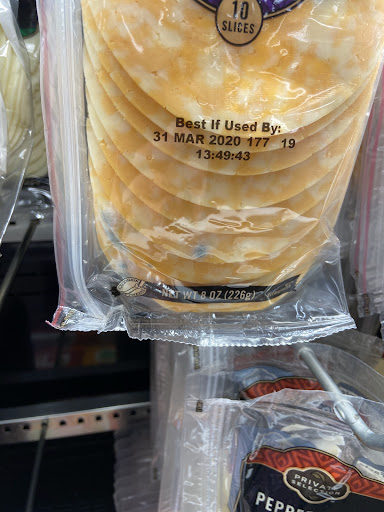 10
SLICES
Best If Used By:
31 MAR 2020 177 19
13:49:43
NET WT 8 OZ (226g)
PRIVATE
SELECTION